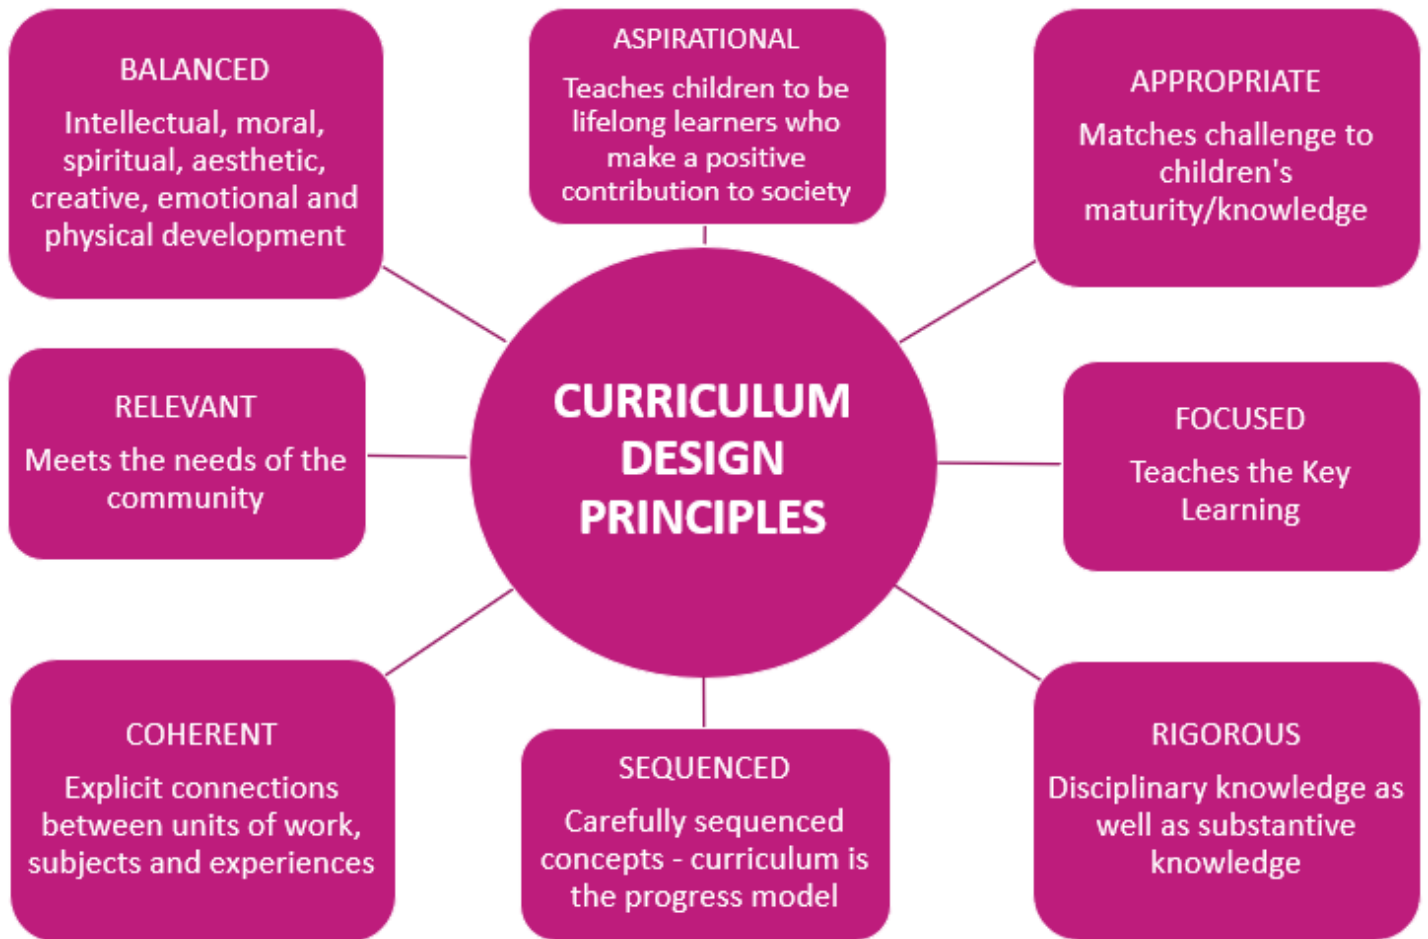 BALANCED
Intellectual, moral,
spiritual, aesthetic,
creative, emotional and
physical development
ASPIRATIONAL
Teaches children to be
lifelong learners who
make a positive
contribution to society
APPROPRIATE
Matches challenge to
children's
maturity/knowledge
RELEVANT
Meets the needs of the
community
CURRICULUM
DESIGN
PRINCIPLES
FOCUSED
Teaches the Key
Learning
COHERENT
Explicit connections
between units of work,
subjects and experiences
SEQUENCED
Carefully sequenced
concepts - curriculum is
the progress model
RIGOROUS
Disciplinary knowledge as
well as substantive
knowledge